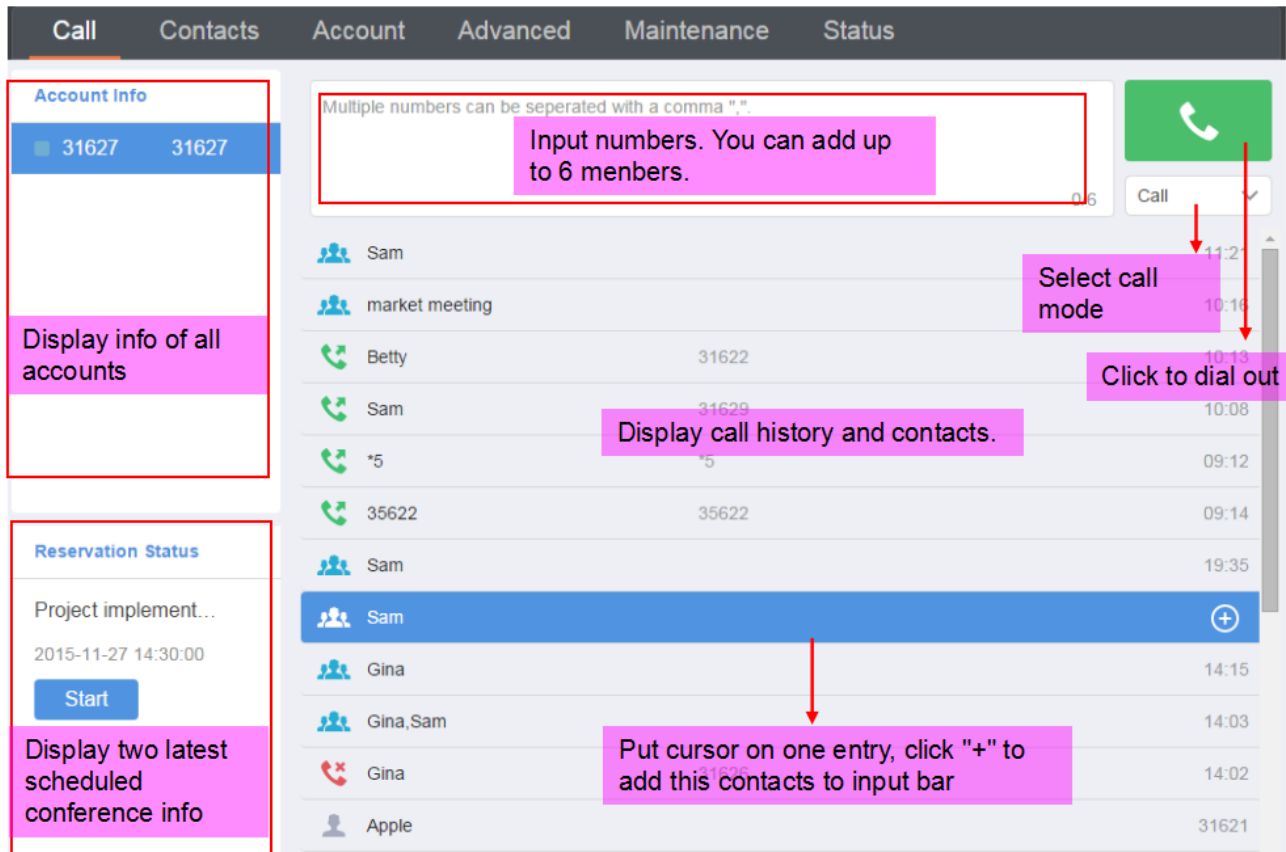 Call Contacts Account Advanced Maintenance Status
Account Info
31627 31627
Display info of all
accounts
Reservation Status
Project implement...
2015-11-27 14:30:00
Start
Display two latest
scheduled
conference info
Multiple numbers can be seperated with a comma ",".
Input numbers. You can add up
to 6 menbers.
0/6
Call
Select call
mode
Click to dial out
Sam 11:21
market meeting 10:16
Betty 31622 10:13
Sam 31629 10:08
Display call history and contacts.
*5 *5 09:12
35622 35622 09:14
Sam 19:35
Sam
Gina 14:15
Gina,Sam 14:03
Put cursor on one entry, click "+" to
add this contacts to input bar
Gina 31626 14:02
Apple 31621